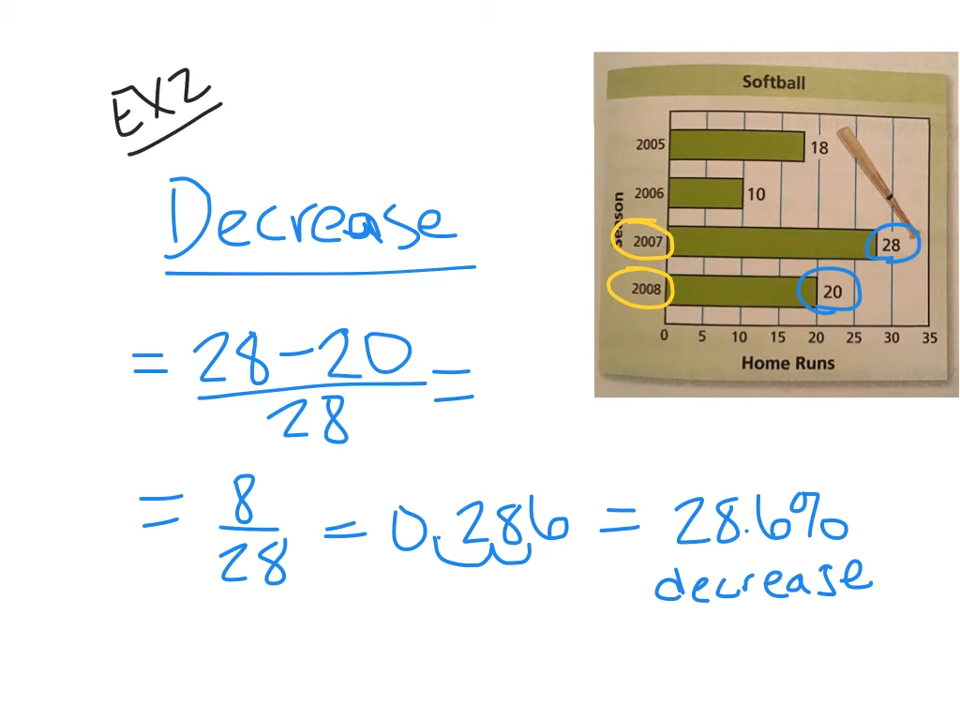 EX2
Decrease
= 28 - 20 =
28
= 8 = 0.286 = 28.6%
28
decrease
Softball
Season
2005 18
2006 10
2007 28
2008 20
0 5 10 15 20 25 30 35
Home Runs